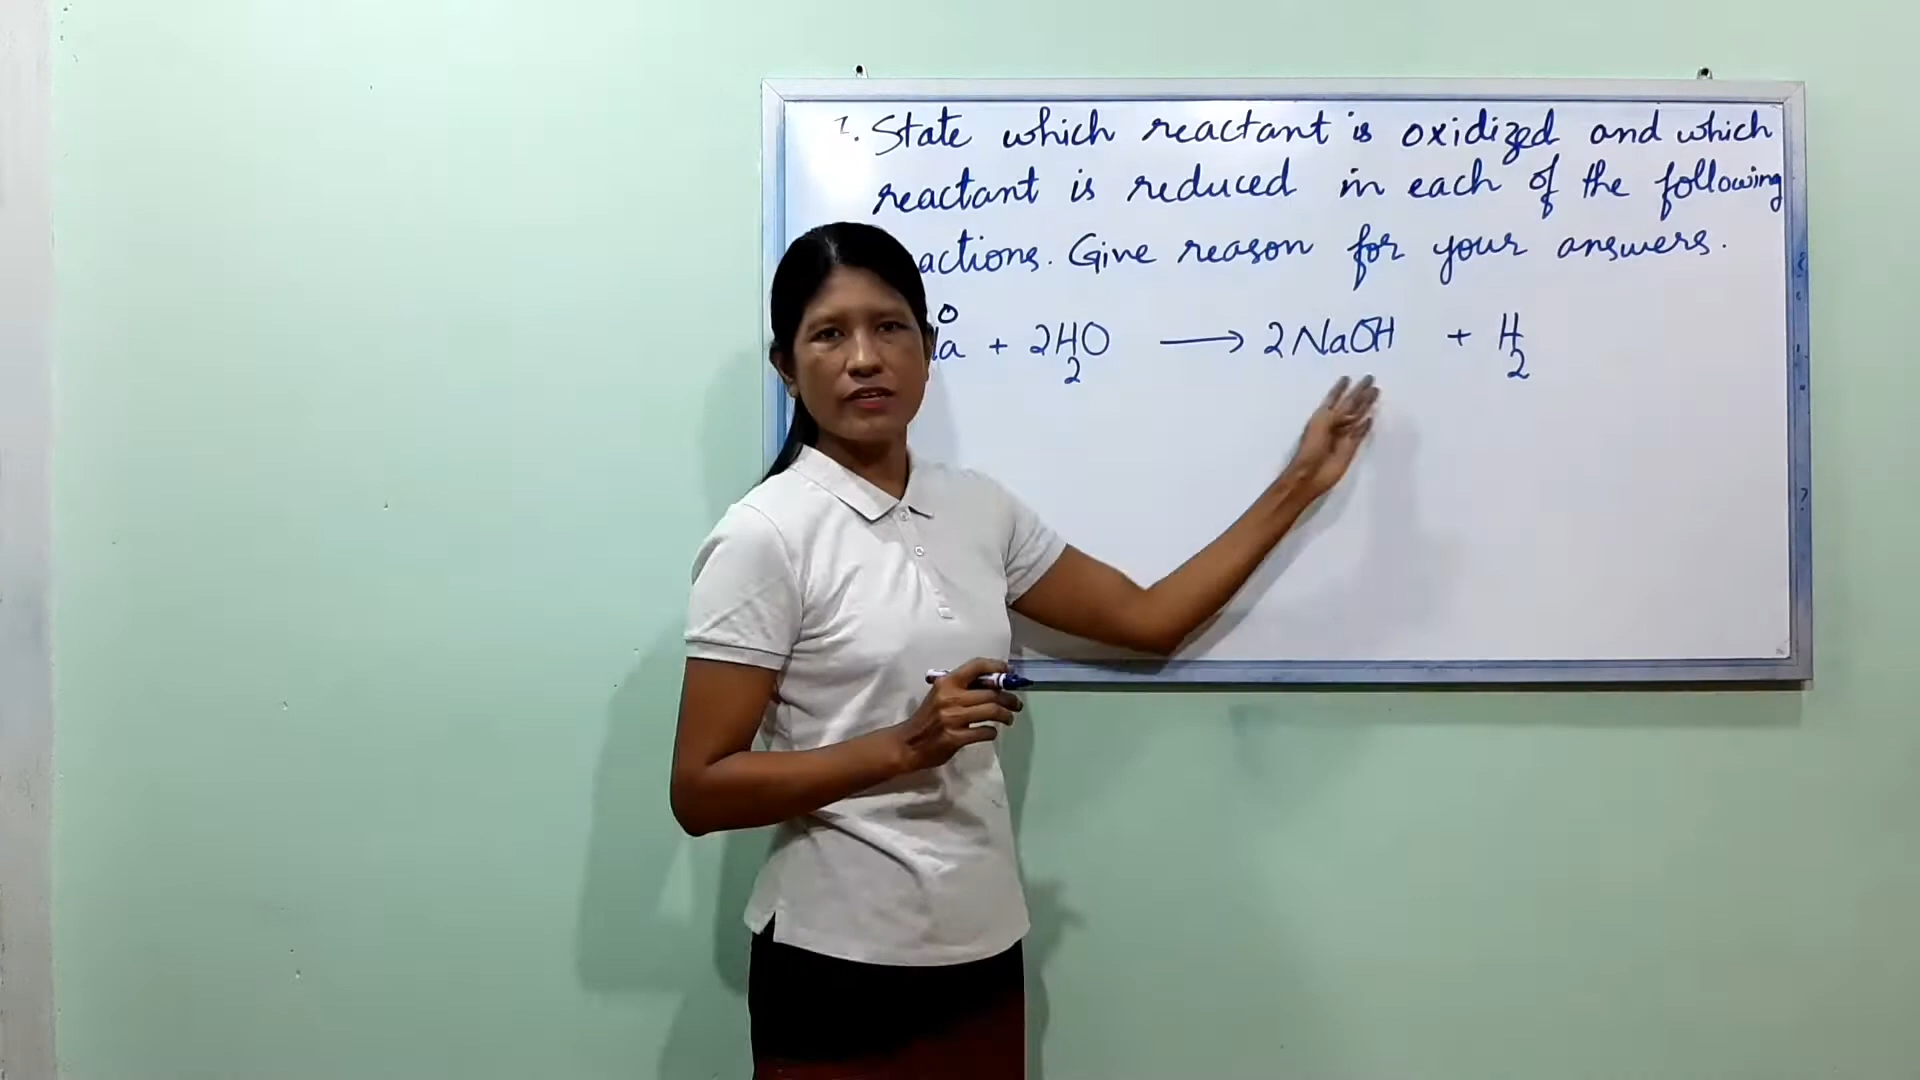 7. State which reactant is oxidized and which
reactant is reduced in each of the following
actions. Give reason for your answers.
0
a + 2H2O → 2NaOH + H2